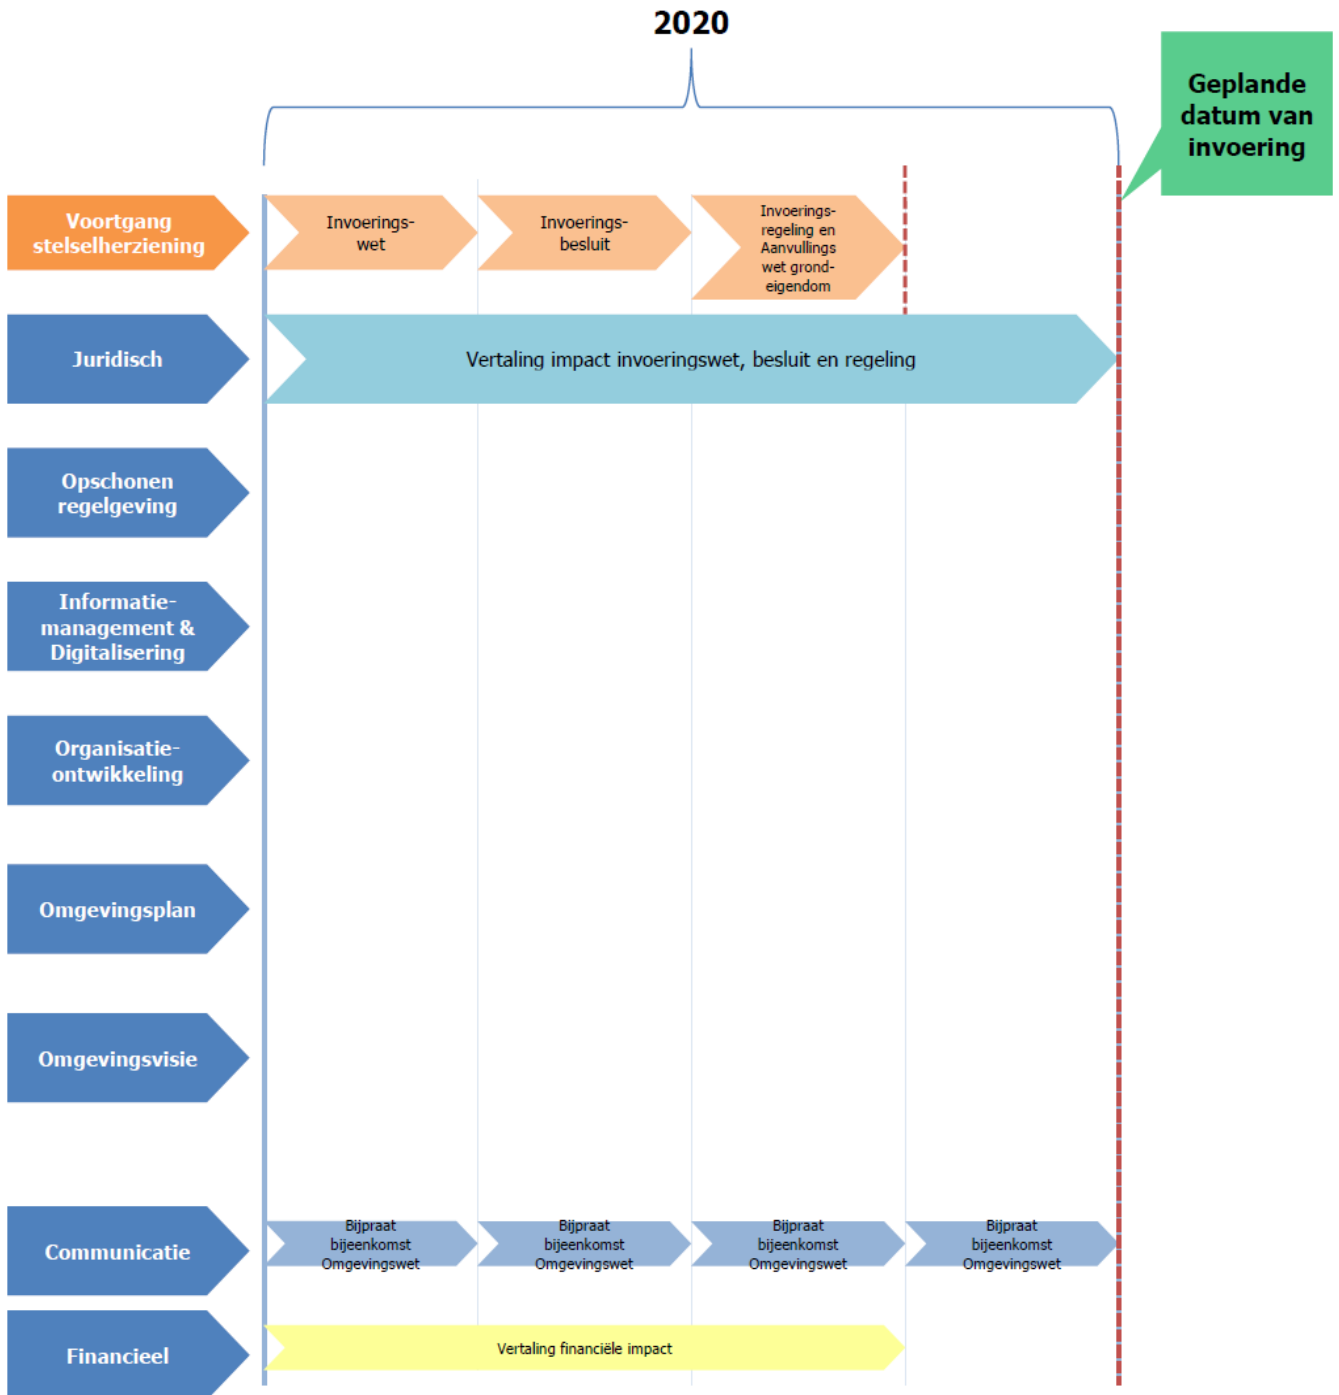 2020
Geplande
datum van
invoering
Voortgang
stelselherziening
Invoerings-
wet
Invoerings-
besluit
Invoerings-
regeling en
Aanvullings
wet grond-
eigendom
Juridisch
Vertaling impact invoeringswet, besluit en regeling
Opschonen
regelgeving
Informatie-
management &
Digitalisering
Organisatie-
ontwikkeling
Omgevingsplan
Omgevingsvisie
Communicatie
Bijpraat
bijeenkomst
Omgevingswet
Bijpraat
bijeenkomst
Omgevingswet
Bijpraat
bijeenkomst
Omgevingswet
Bijpraat
bijeenkomst
Omgevingswet
Financieel
Vertaling financiële impact